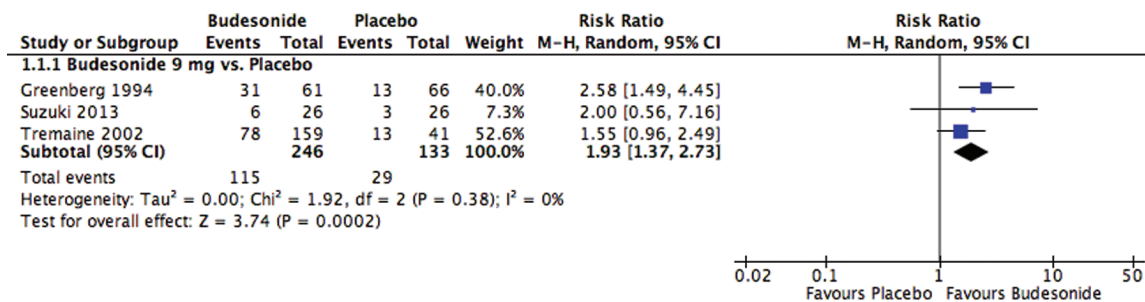 Budesonide Placebo Risk Ratio Risk Ratio
Study or Subgroup Events Total Events Total Weight M-H, Random, 95% CI M-H, Random, 95% CI
1.1.1 Budesonide 9 mg vs. Placebo
Greenberg 1994 31 61 13 66 40.0% 2.58 [1.49, 4.45]
Suzuki 2013 6 26 3 26 7.3% 2.00 [0.56, 7.16]
Tremaine 2002 78 159 13 41 52.6% 1.55 [0.96, 2.49]
Subtotal (95% CI) 246 133 100.0% 1.93 [1.37, 2.73]
Total events 115 29
Heterogeneity: Tau² = 0.00; Chi² = 1.92, df = 2 (P = 0.38); I² = 0%
Test for overall effect: Z = 3.74 (P = 0.0002)
0.02 0.1 1 10 50
Favours Placebo Favours Budesonide